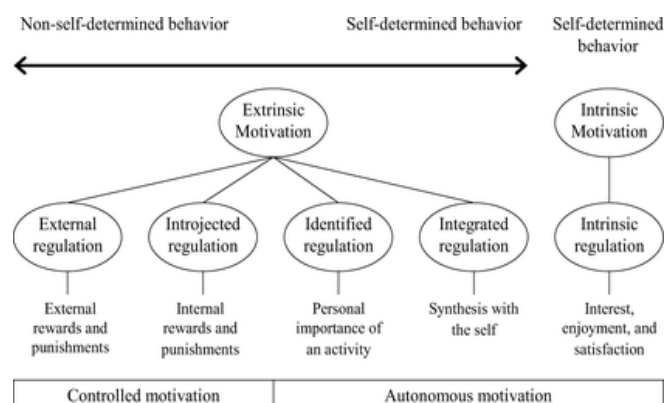 Non-self-determined behavior
Self-determined behavior
Self-determined
behavior
Extrinsic
Motivation
Intrinsic
Motivation
External
regulation
Introjected
regulation
Identified
regulation
Integrated
regulation
Intrinsic
regulation
External
rewards and
punishments
Internal
rewards and
punishments
Personal
importance of
an activity
Synthesis with
the self
Interest,
enjoyment, and
satisfaction
Controlled motivation
Autonomous motivation